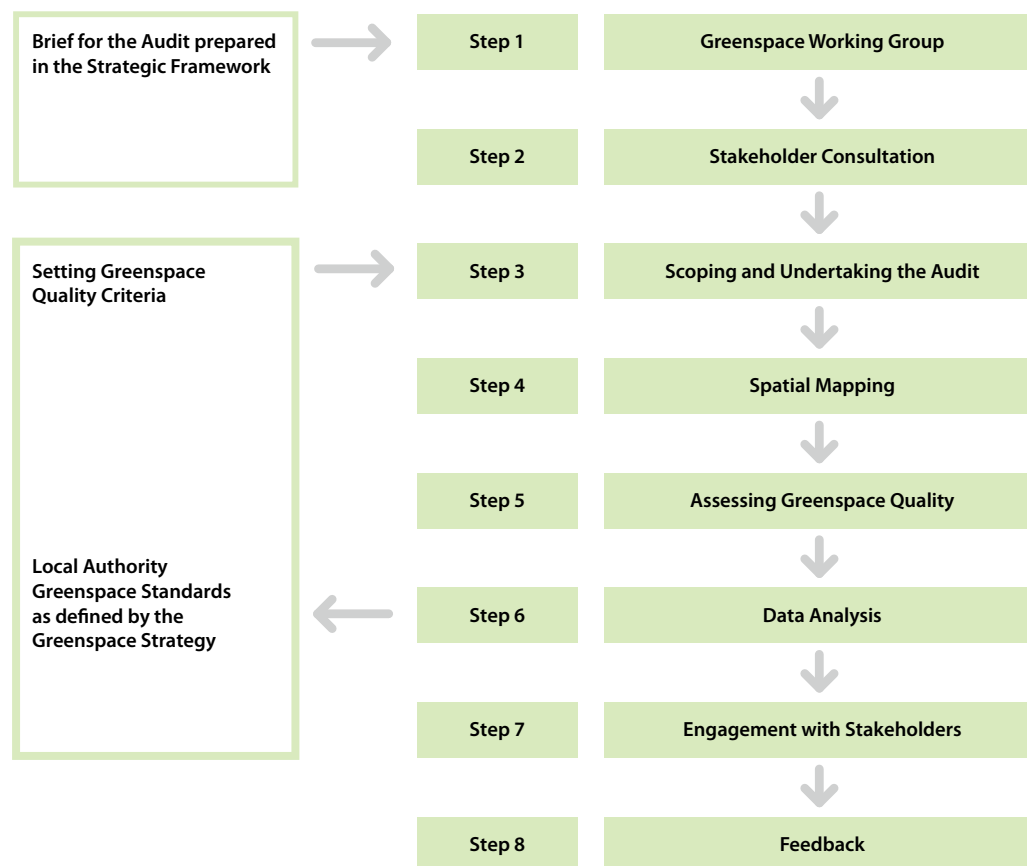 Brief for the Audit prepared
in the Strategic Framework
Step 1
Greenspace Working Group
Step 2
Stakeholder Consultation
Setting Greenspace
Quality Criteria
Step 3
Scoping and Undertaking the Audit
Step 4
Spatial Mapping
Step 5
Assessing Greenspace Quality
Local Authority
Greenspace Standards
as defined by the
Greenspace Strategy
Step 6
Data Analysis
Step 7
Engagement with Stakeholders
Step 8
Feedback